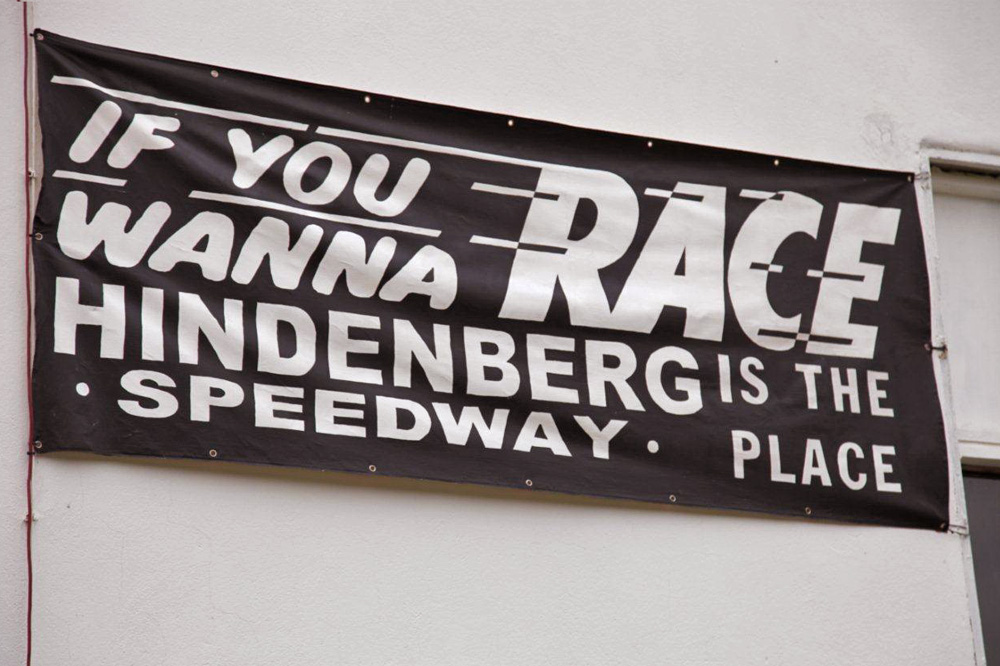 IF YOU
WANNA RACE
HINDENBERG IS THE
• SPEEDWAY • PLACE